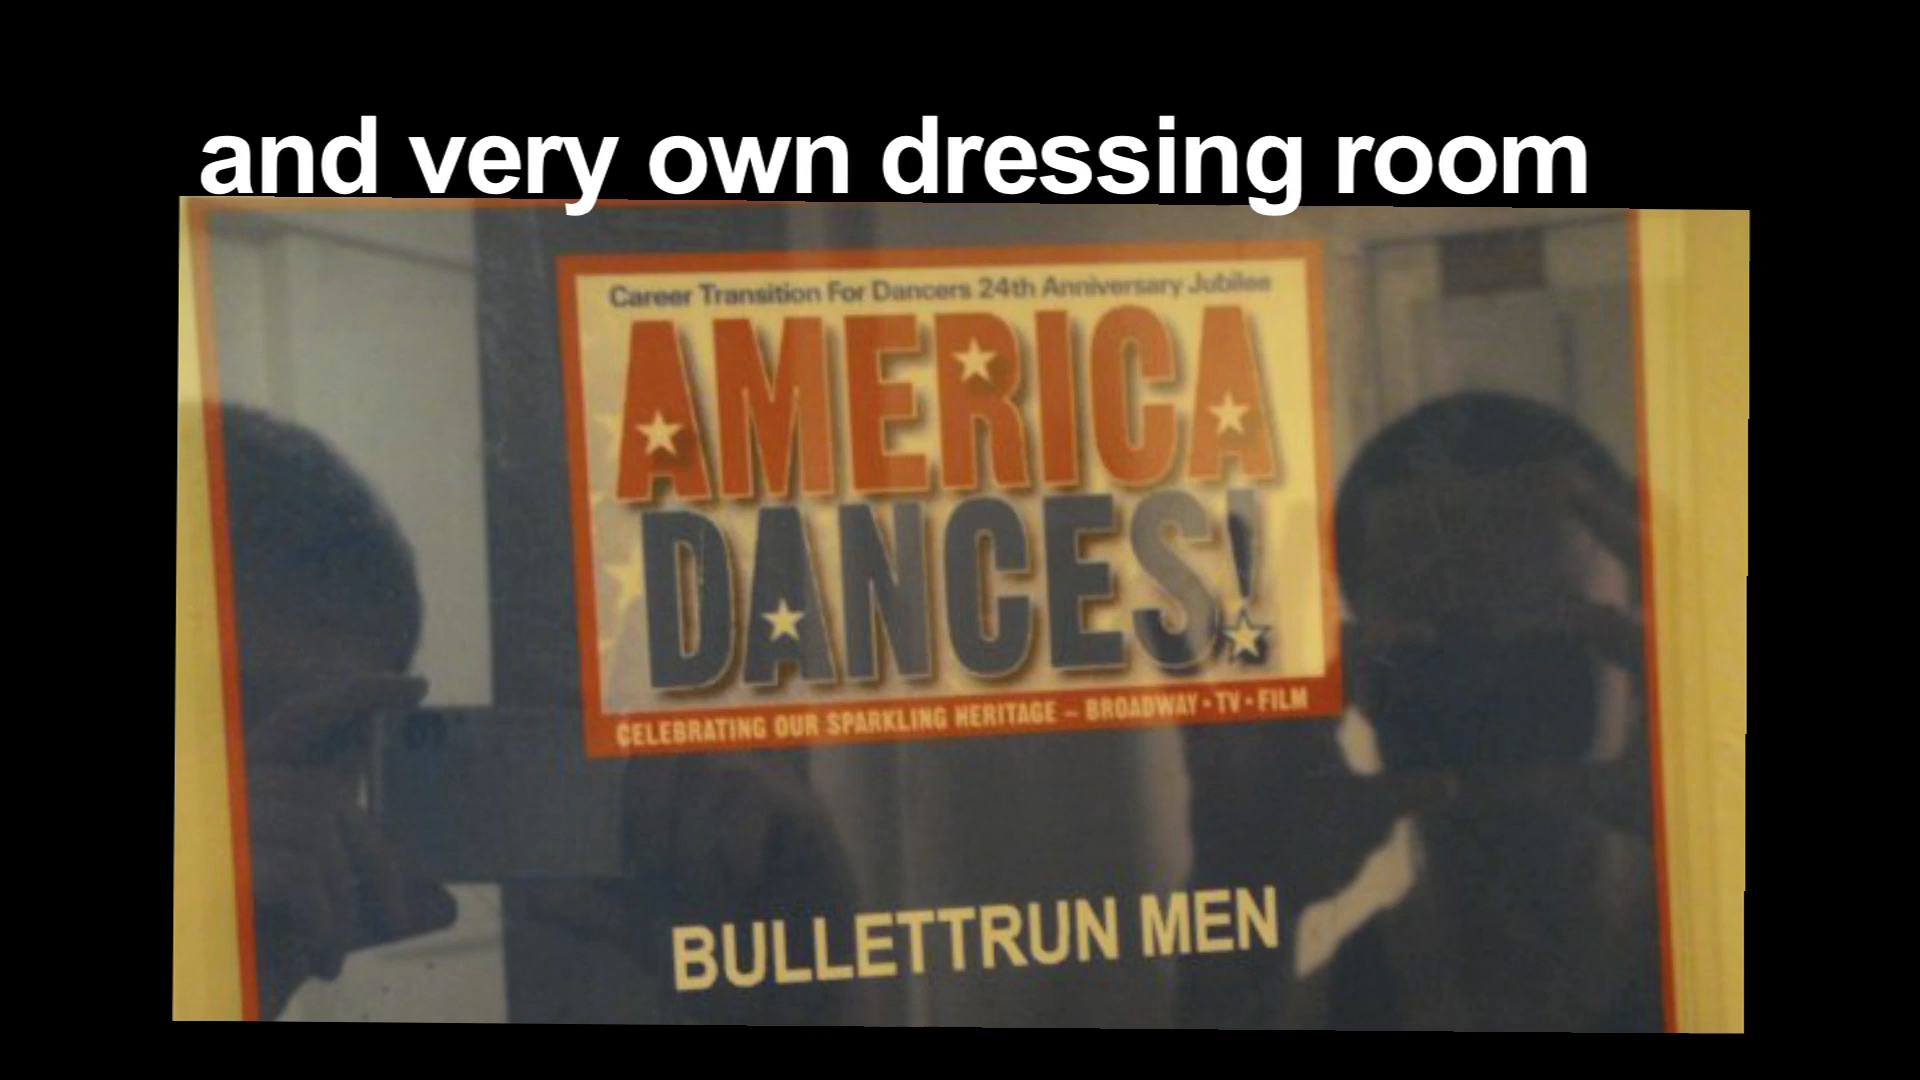 and very own dressing room
Career Transition For Dancers 24th Anniversary Jubilee
AMERICA
DANCES!
CELEBRATING OUR SPARKLING HERITAGE – BROADWAY • TV • FILM
BULLETTRUN MEN